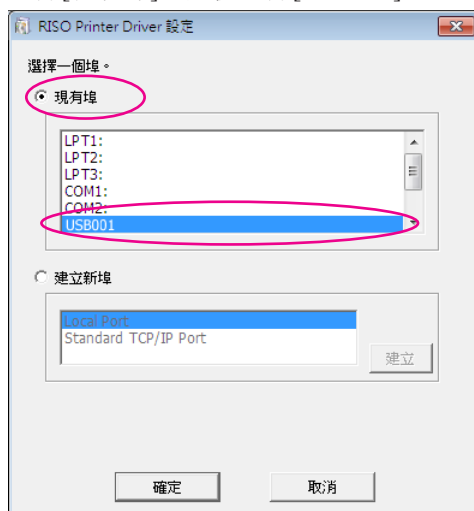 RISO Printer Driver 設定
選擇一個埠。
現有埠
LPT1:
LPT2:
LPT3:
COM1:
COM2:
USB001
建立新埠
Local Port
Standard TCP/IP Port
建立
確定
取消